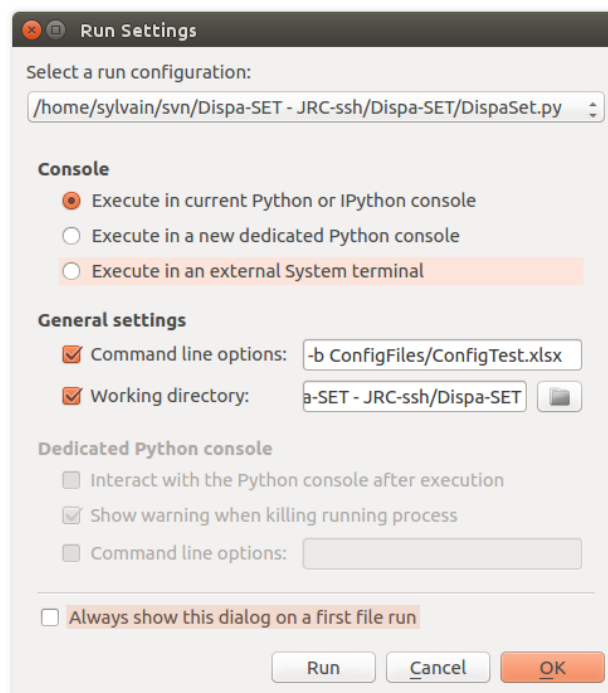 Run Settings
Select a run configuration:
/home/sylvain/svn/Dispa-SET - JRC-ssh/Dispa-SET/DispaSet.py
Console
Execute in current Python or IPython console
Execute in a new dedicated Python console
Execute in an external System terminal
General settings
Command line options: -b ConfigFiles/ConfigTest.xlsx
Working directory: a-SET - JRC-ssh/Dispa-SET
Dedicated Python console
Interact with the Python console after execution
Show warning when killing running process
Command line options:
Always show this dialog on a first file run
Run Cancel OK